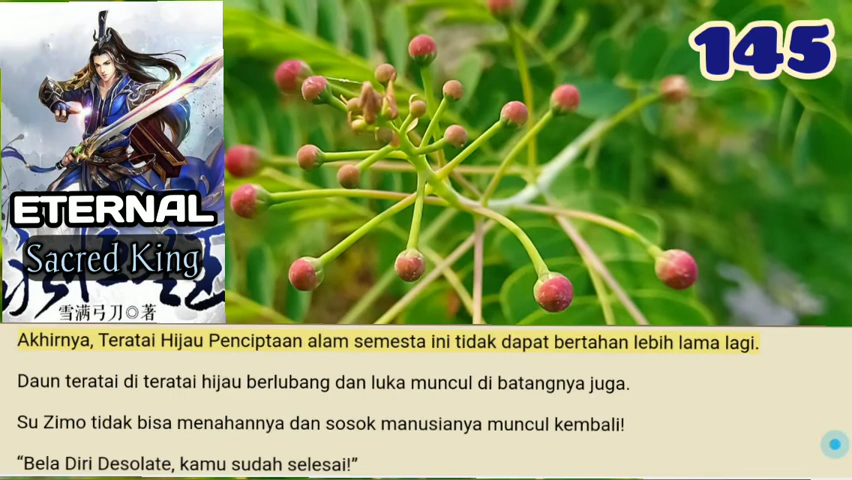 145
ETERNAL
Sacred King
雪满弓刀◎著
Akhirnya, Teratai Hijau Penciptaan alam semesta ini tidak dapat bertahan lebih lama lagi.
Daun teratai di teratai hijau berlubang dan luka muncul di batangnya juga.
Su Zimo tidak bisa menahannya dan sosok manusianya muncul kembali!
“Bela Diri Desolate, kamu sudah selesai!”